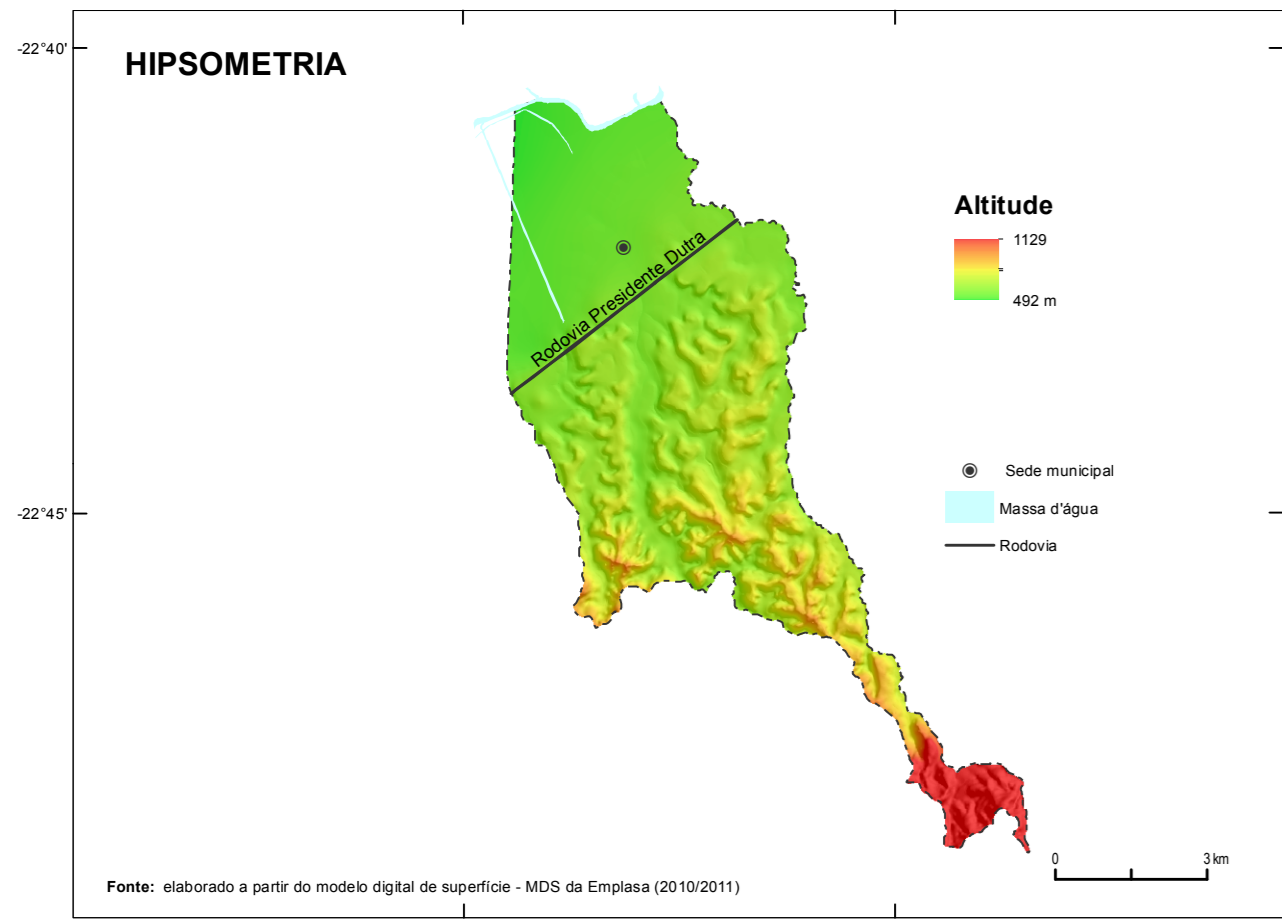 -22°40'
HIPSOMETRIA
Altitude
1129
492 m
Rodovia Presidente Dutra
Sede municipal
Massa d'água
Rodovia
-22°45'
0
3 km
Fonte: elaborado a partir do modelo digital de superfície - MDS da Emplasa (2010/2011)